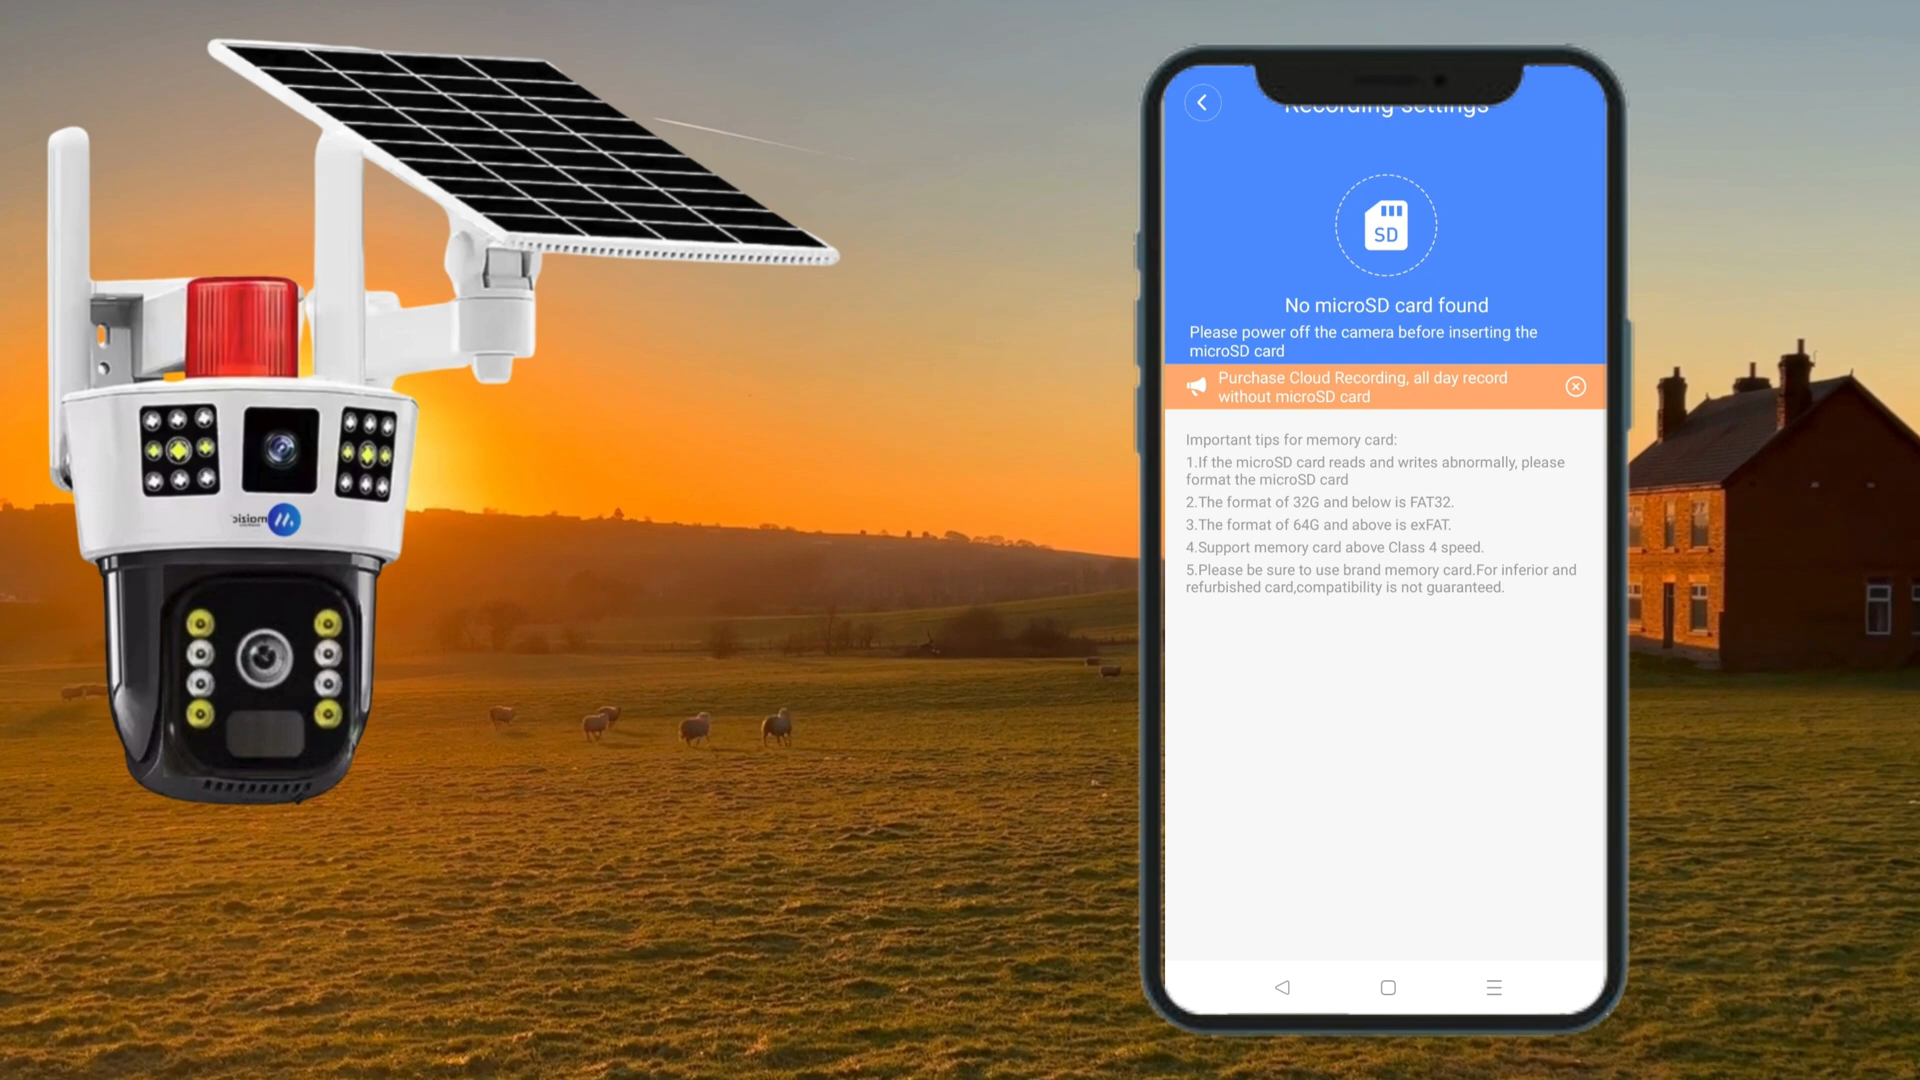 Recording settings
SD
No microSD card found
Please power off the camera before inserting the
microSD card
Purchase Cloud Recording, all day record
without microSD card
Important tips for memory card:
1.If the microSD card reads and writes abnormally, please
format the microSD card
2.The format of 32G and below is FAT32.
3.The format of 64G and above is exFAT.
4.Support memory card above Class 4 speed.
5.Please be sure to use brand memory card.For inferior and
refurbished card,compatibility is not guaranteed.